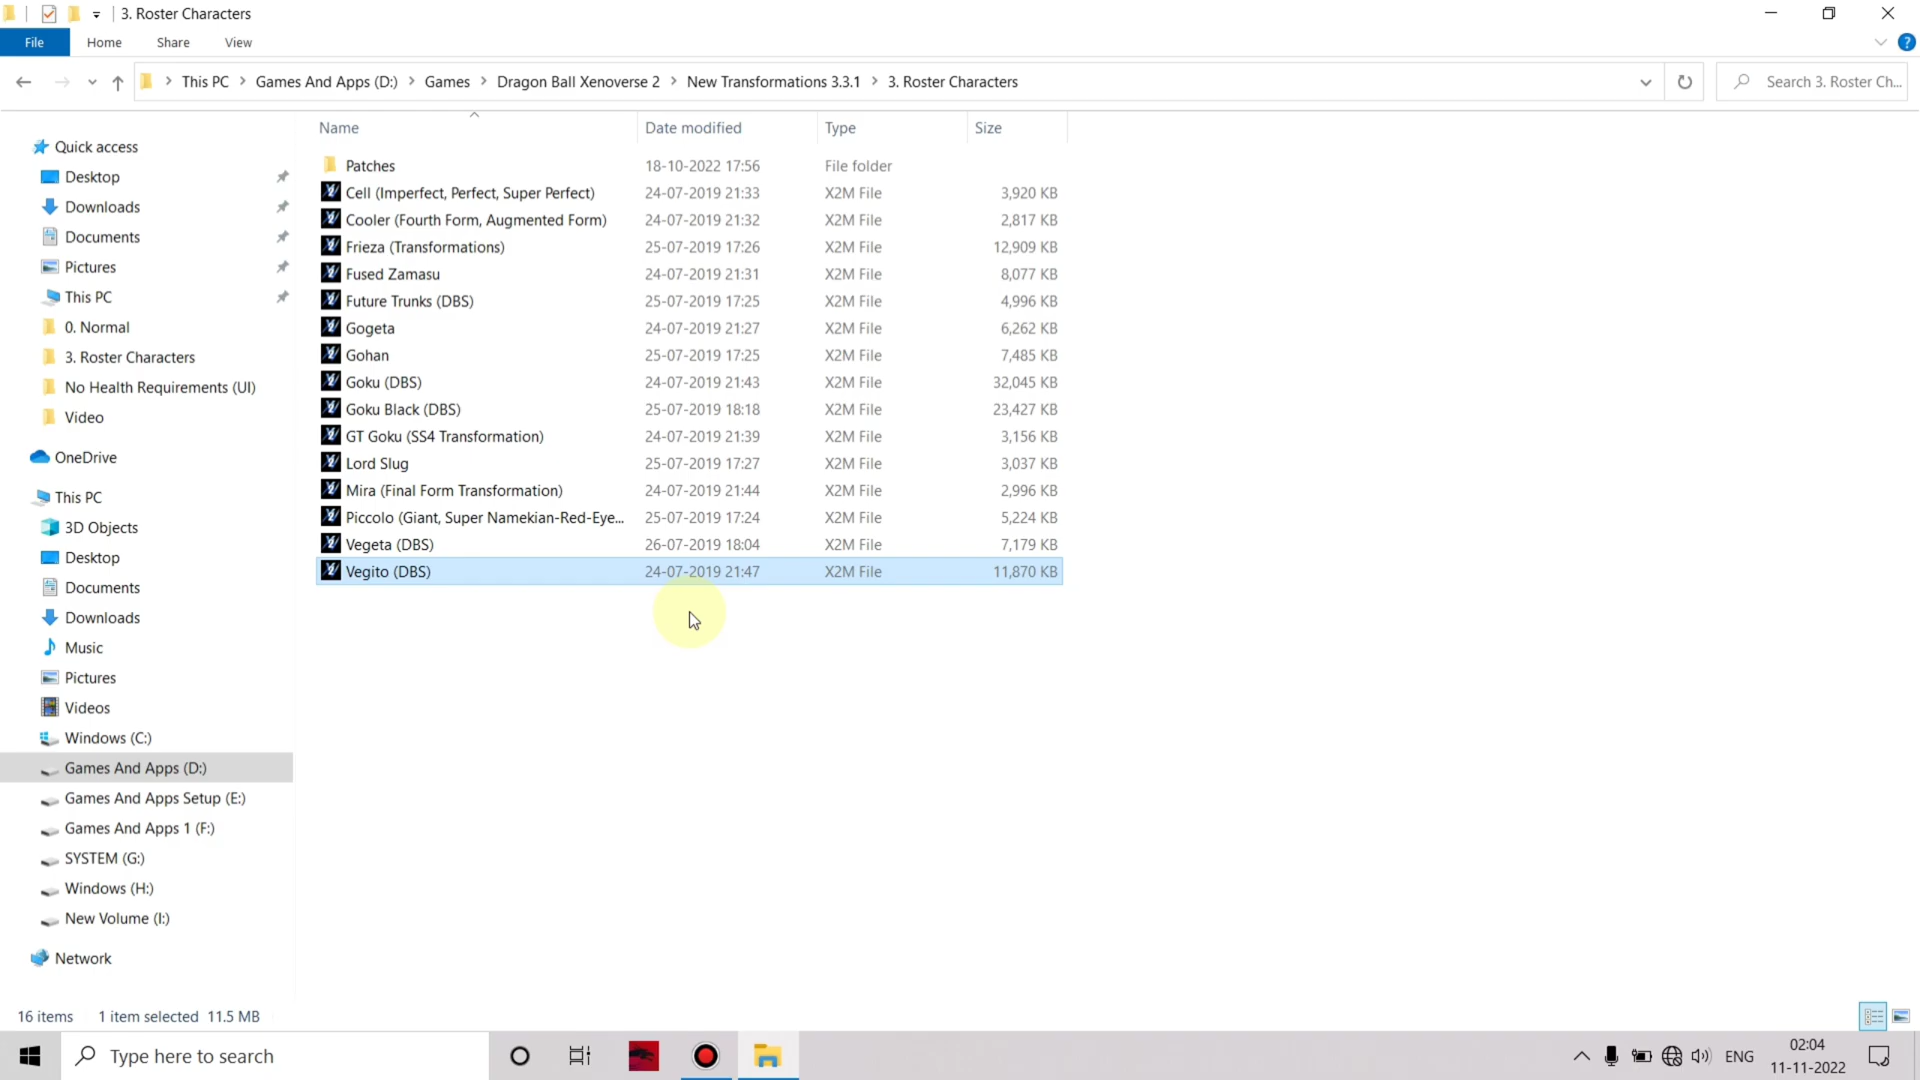 3. Roster Characters
File Home Share View
This PC Games And Apps (D:) Games Dragon Ball Xenoverse 2 New Transformations 3.3.1 3. Roster Characters Search 3. Roster Ch...
Name Date modified Type Size
Patches 18-10-2022 17:56 File folder
Cell (Imperfect, Perfect, Super Perfect) 24-07-2019 21:33 X2M File 3,920 KB
Cooler (Fourth Form, Augmented Form) 24-07-2019 21:32 X2M File 2,817 KB
Frieza (Transformations) 25-07-2019 17:26 X2M File 12,909 KB
Fused Zamasu 24-07-2019 21:31 X2M File 8,077 KB
Future Trunks (DBS) 25-07-2019 17:25 X2M File 4,996 KB
Gogeta 24-07-2019 21:27 X2M File 6,262 KB
Gohan 25-07-2019 17:25 X2M File 7,485 KB
Goku (DBS) 24-07-2019 21:43 X2M File 32,045 KB
Goku Black (DBS) 25-07-2019 18:18 X2M File 23,427 KB
GT Goku (SS4 Transformation) 24-07-2019 21:39 X2M File 3,156 KB
Lord Slug 25-07-2019 17:27 X2M File 3,037 KB
Mira (Final Form Transformation) 24-07-2019 21:44 X2M File 2,996 KB
Piccolo (Giant, Super Namekian-Red-Eye... 25-07-2019 17:24 X2M File 5,224 KB
Vegeta (DBS) 26-07-2019 18:04 X2M File 7,179 KB
Vegito (DBS) 24-07-2019 21:47 X2M File 11,870 KB
Quick access
Desktop
Downloads
Documents
Pictures
This PC
0. Normal
3. Roster Characters
No Health Requirements (UI)
Video
OneDrive
This PC
3D Objects
Desktop
Documents
Downloads
Music
Pictures
Videos
Windows (C:)
Games And Apps (D:)
Games And Apps Setup (E:)
Games And Apps 1 (F:)
SYSTEM (G:)
Windows (H:)
New Volume (I:)
Network
16 items 1 item selected 11.5 MB
Type here to search
ENG
02:04
11-11-2022